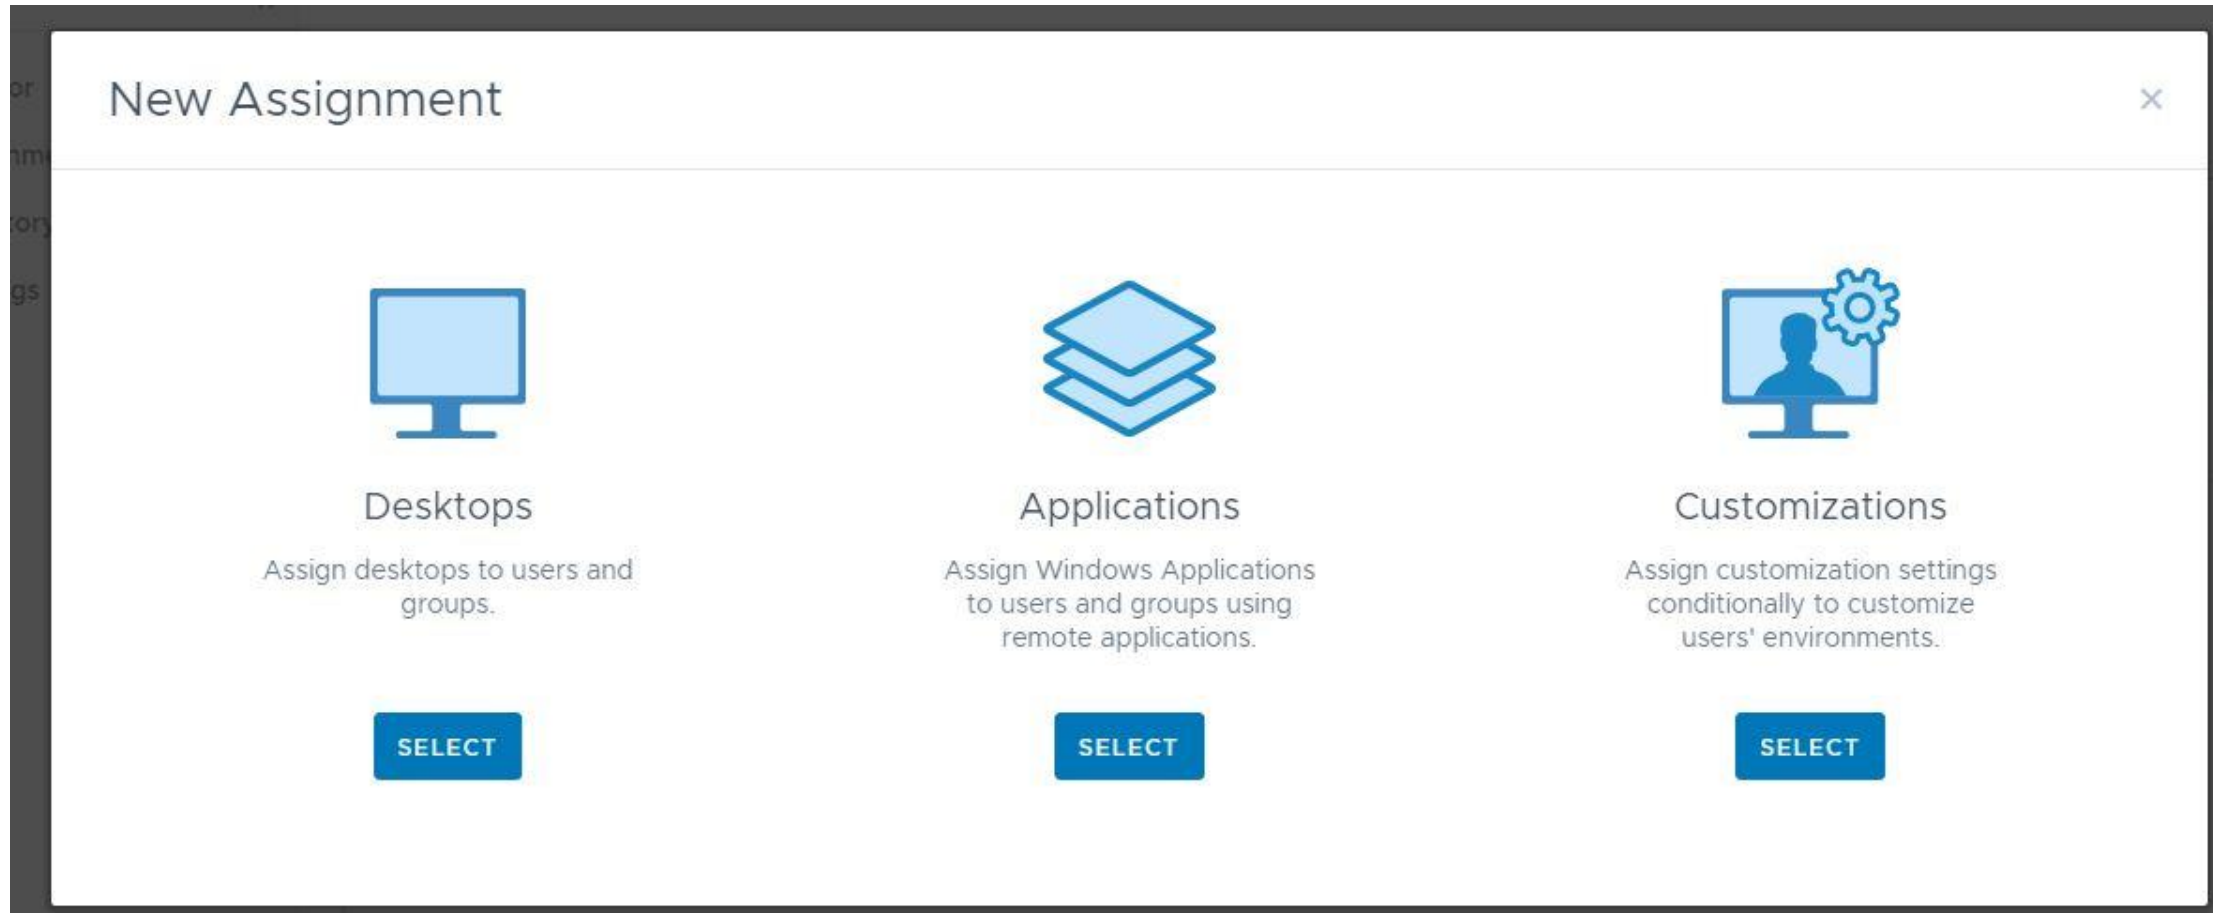 New Assignment
Desktops
Assign desktops to users and
groups.
SELECT
Applications
Assign Windows Applications
to users and groups using
remote applications.
SELECT
Customizations
Assign customization settings
conditionally to customize
users' environments.
SELECT